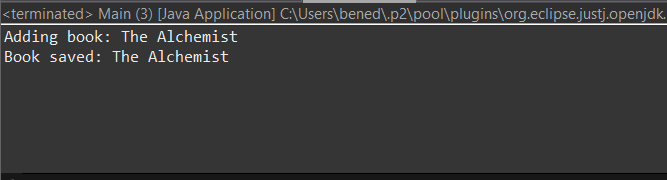 <terminated> Main (3) [Java Application] C:\Users\bened\.p2\pool\plugins\org.eclipse.justj.openjdk.
Adding book: The Alchemist
Book saved: The Alchemist